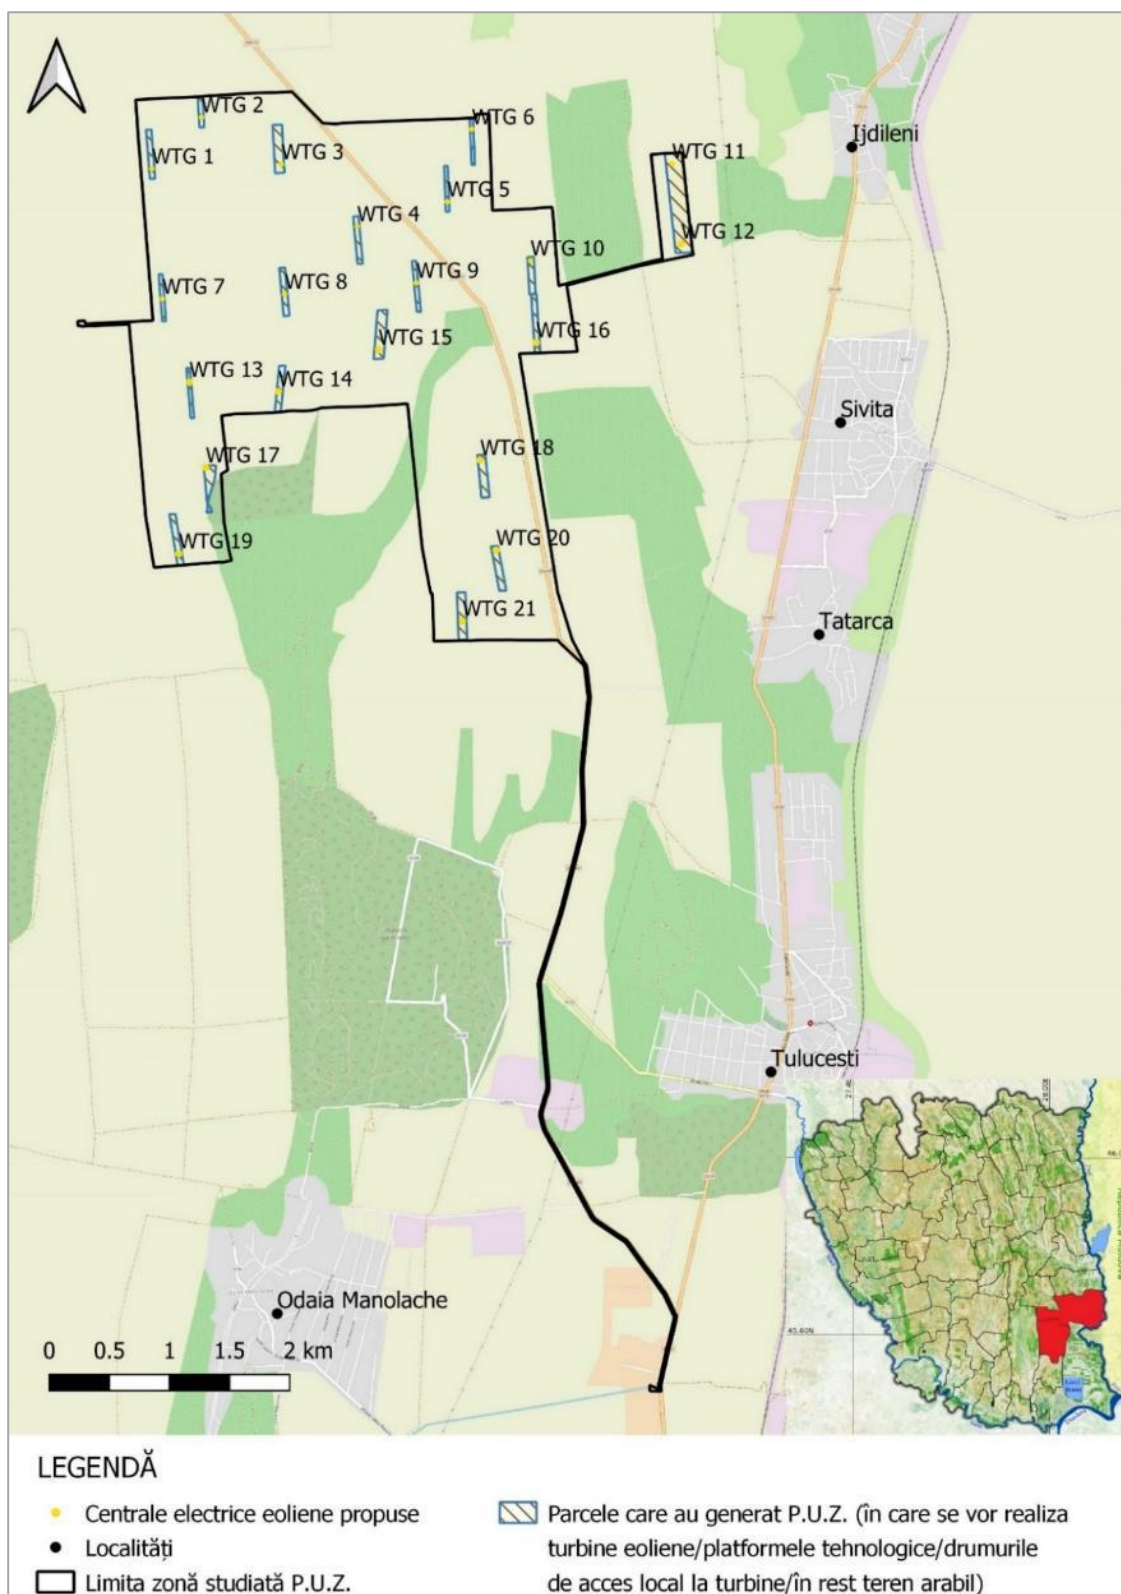 WTG 2
WTG 6
WTG 1
WTG 3
Ijdileni
WTG 11
WTG 5
WTG 4
WTG 12
WTG 10
WTG 7
WTG 8
WTG 9
WTG 16
WTG 15
WTG 13
WTG 14
Sivita
WTG 18
WTG 17
WTG 19
WTG 20
WTG 21
Tatarca
Tulucesti
Odaia Manolache
0 0.5 1 1.5 2 km
45.60N
LEGENDĂ
Centrale electrice eoliene propuse
Localități
Limita zonă studiată P.U.Z.
Parcele care au generat P.U.Z. (în care se vor realiza
turbine eoliene/platformele tehnologice/drumurile
de acces local la turbine/în rest teren arabil)